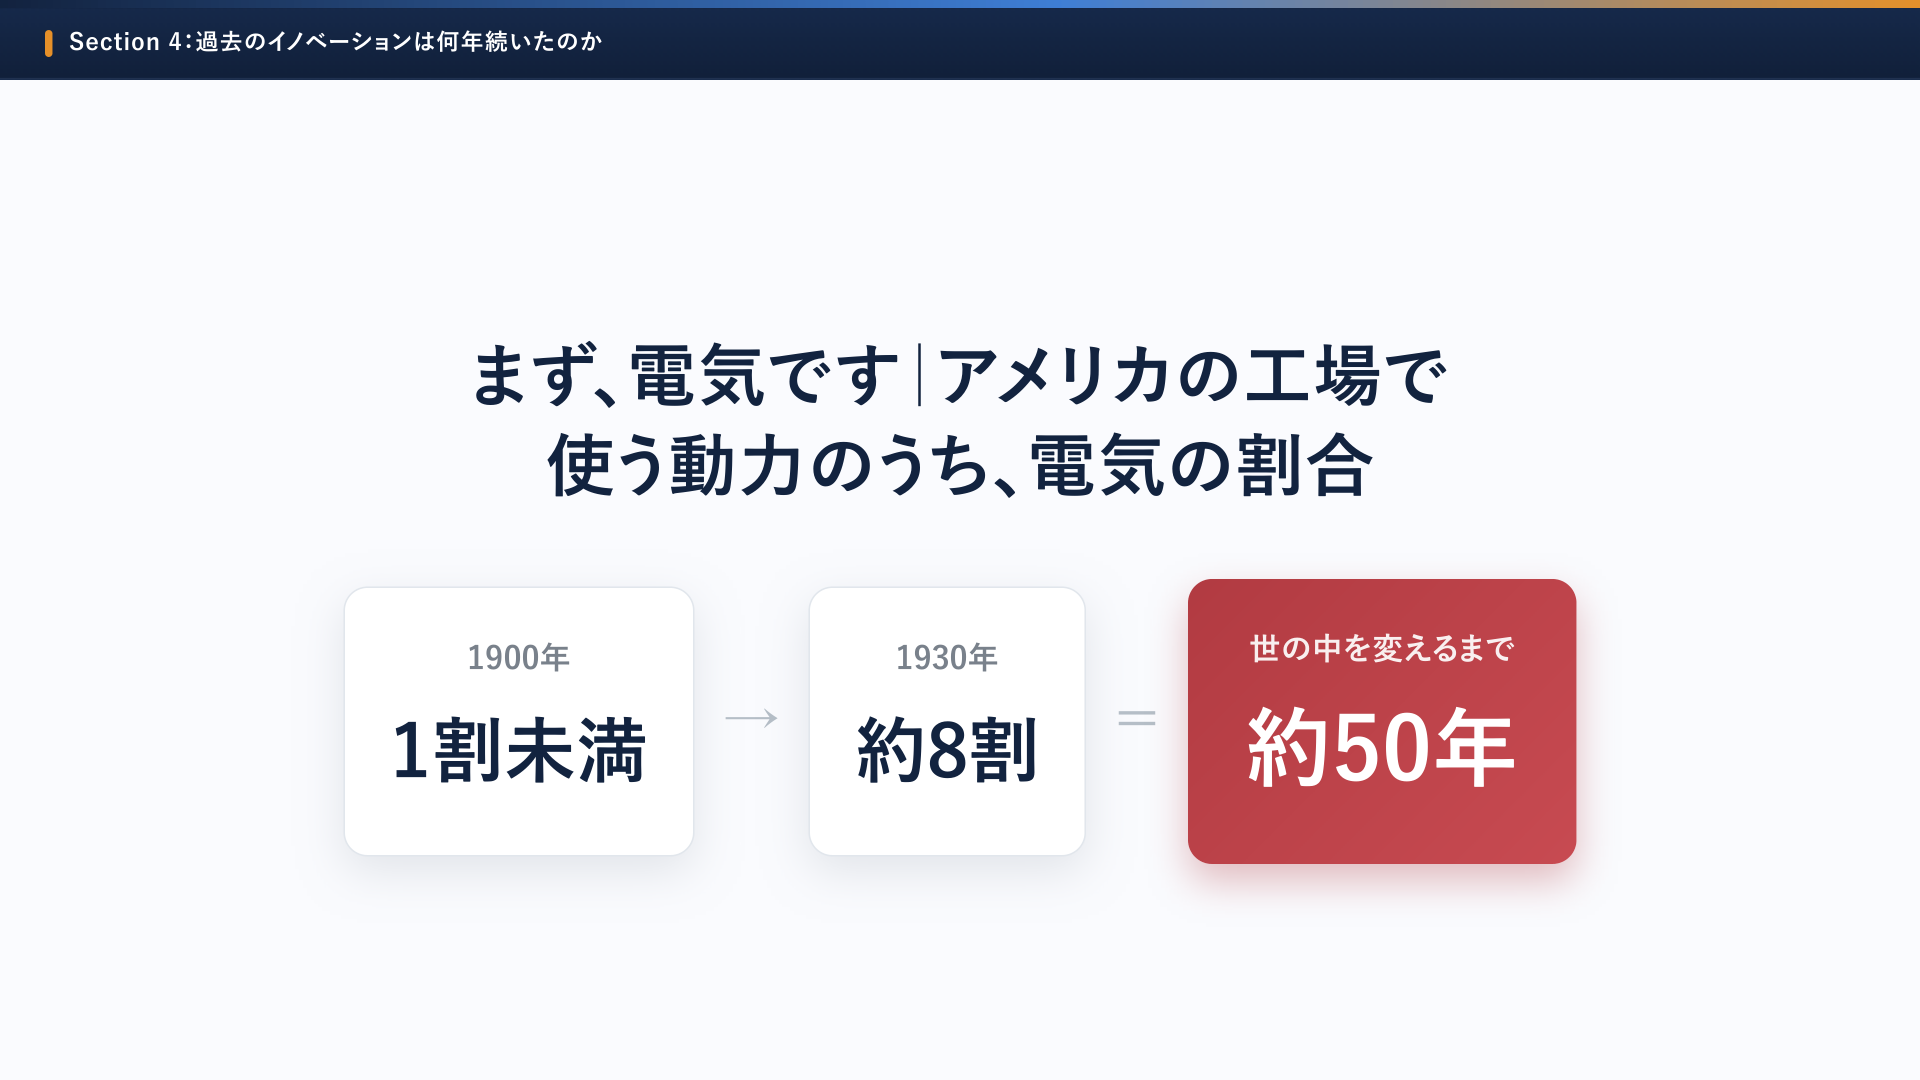 Section 4：過去のイノベーションは何年続いたのか
まず、電気です｜アメリカの工場で
使う動力のうち、電気の割合
1900年
1割未満
→
1930年
約8割
＝
世の中を変えるまで
約50年